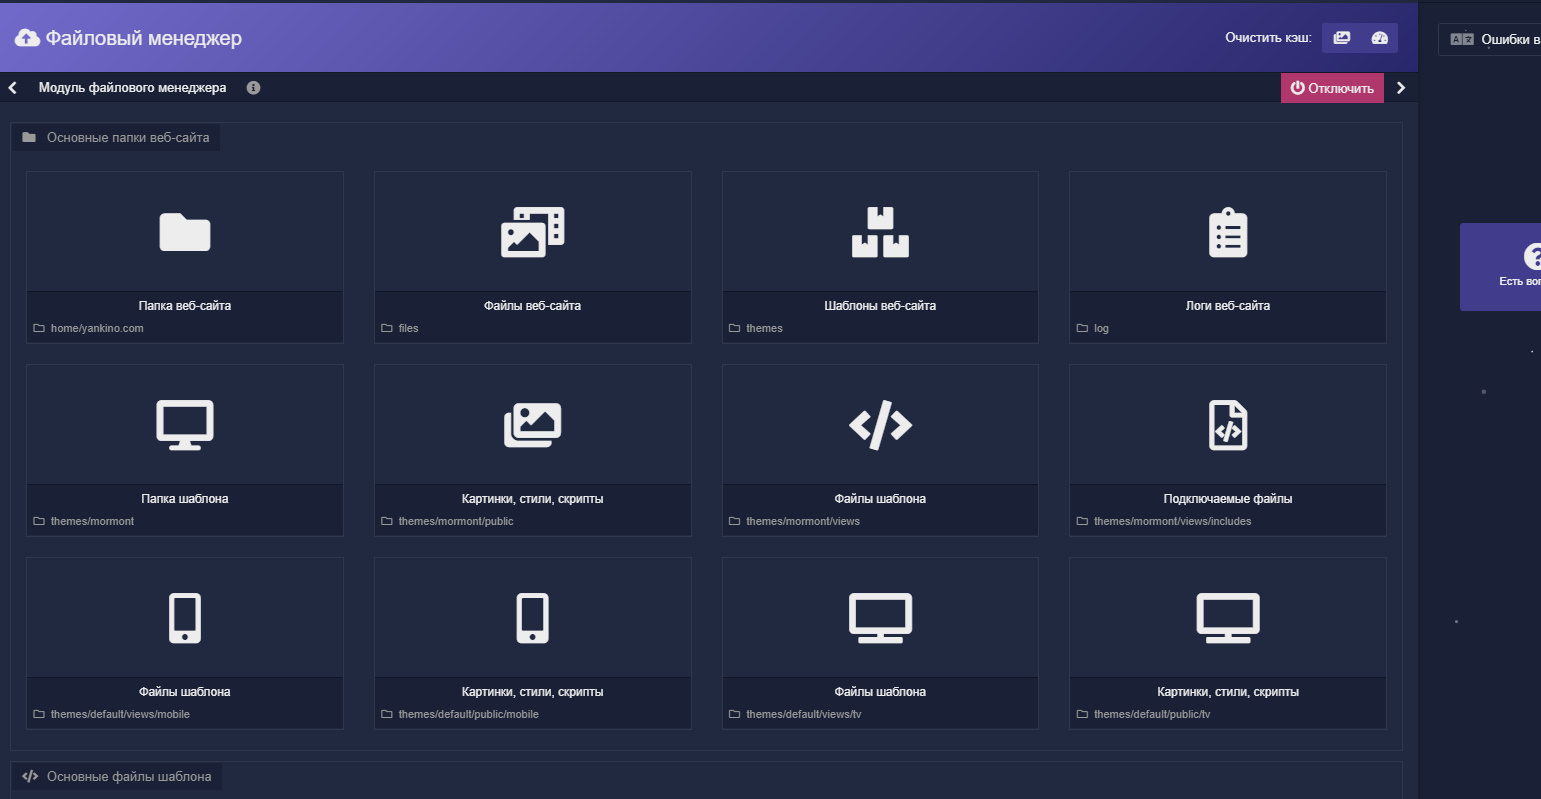 Файловый менеджер
Очистить кэш:
Ошибки в
Модуль файлового менеджера
Отключить
Основные папки веб-сайта
Папка веб-сайта
home/yankino.com
Файлы веб-сайта
files
Шаблоны веб-сайта
themes
Логи веб-сайта
log
Есть
Папка шаблона
themes/mormont
Картинки, стили, скрипты
themes/mormont/public
Файлы шаблона
themes/mormont/views
Подключаемые файлы
themes/mormont/views/includes
Файлы шаблона
themes/default/views/mobile
Картинки, стили, скрипты
themes/default/public/mobile
Файлы шаблона
themes/default/views/tv
Картинки, стили, скрипты
themes/default/public/tv
Основные файлы шаблона